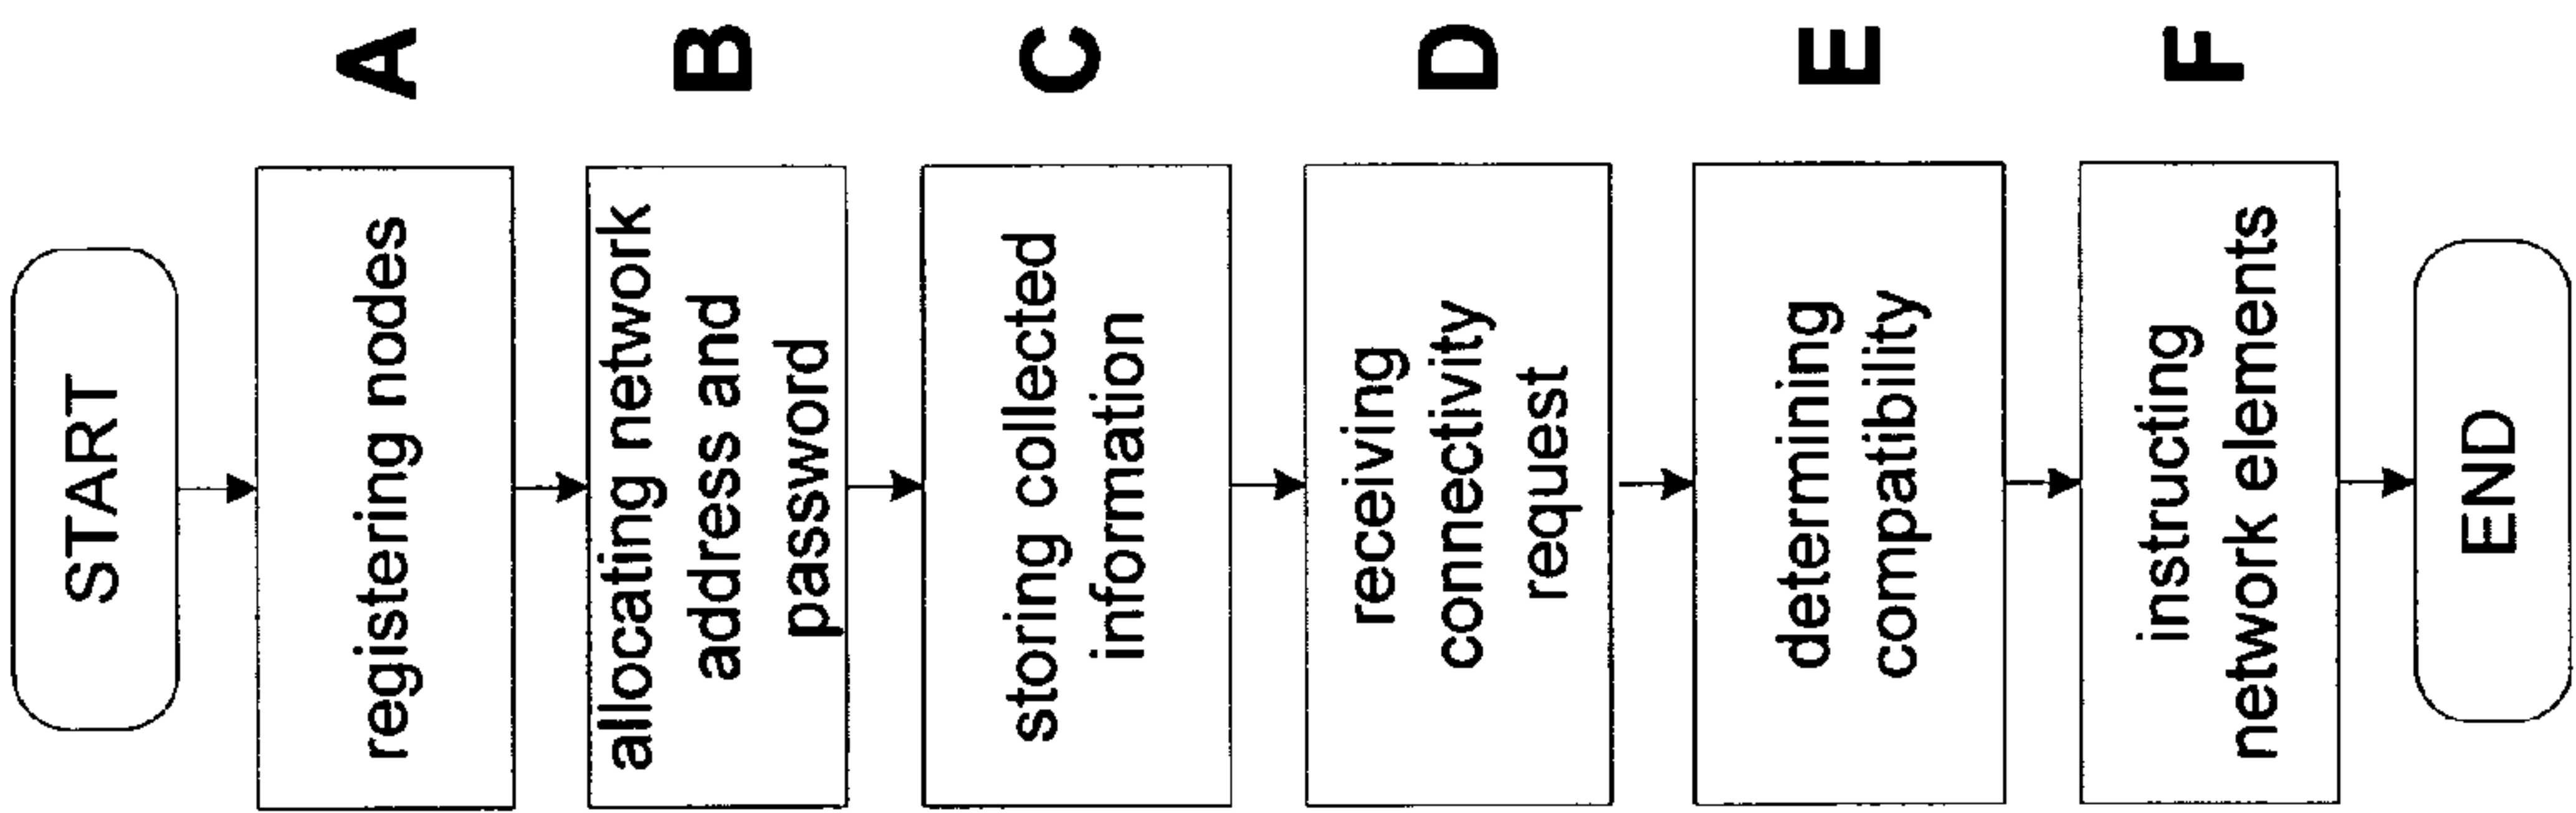 START
registering nodes
A
allocating network
address and
password
B
storing collected
information
C
receiving
connectivity
request
D
determining
compatibility
E
instructing
network elements
F
END